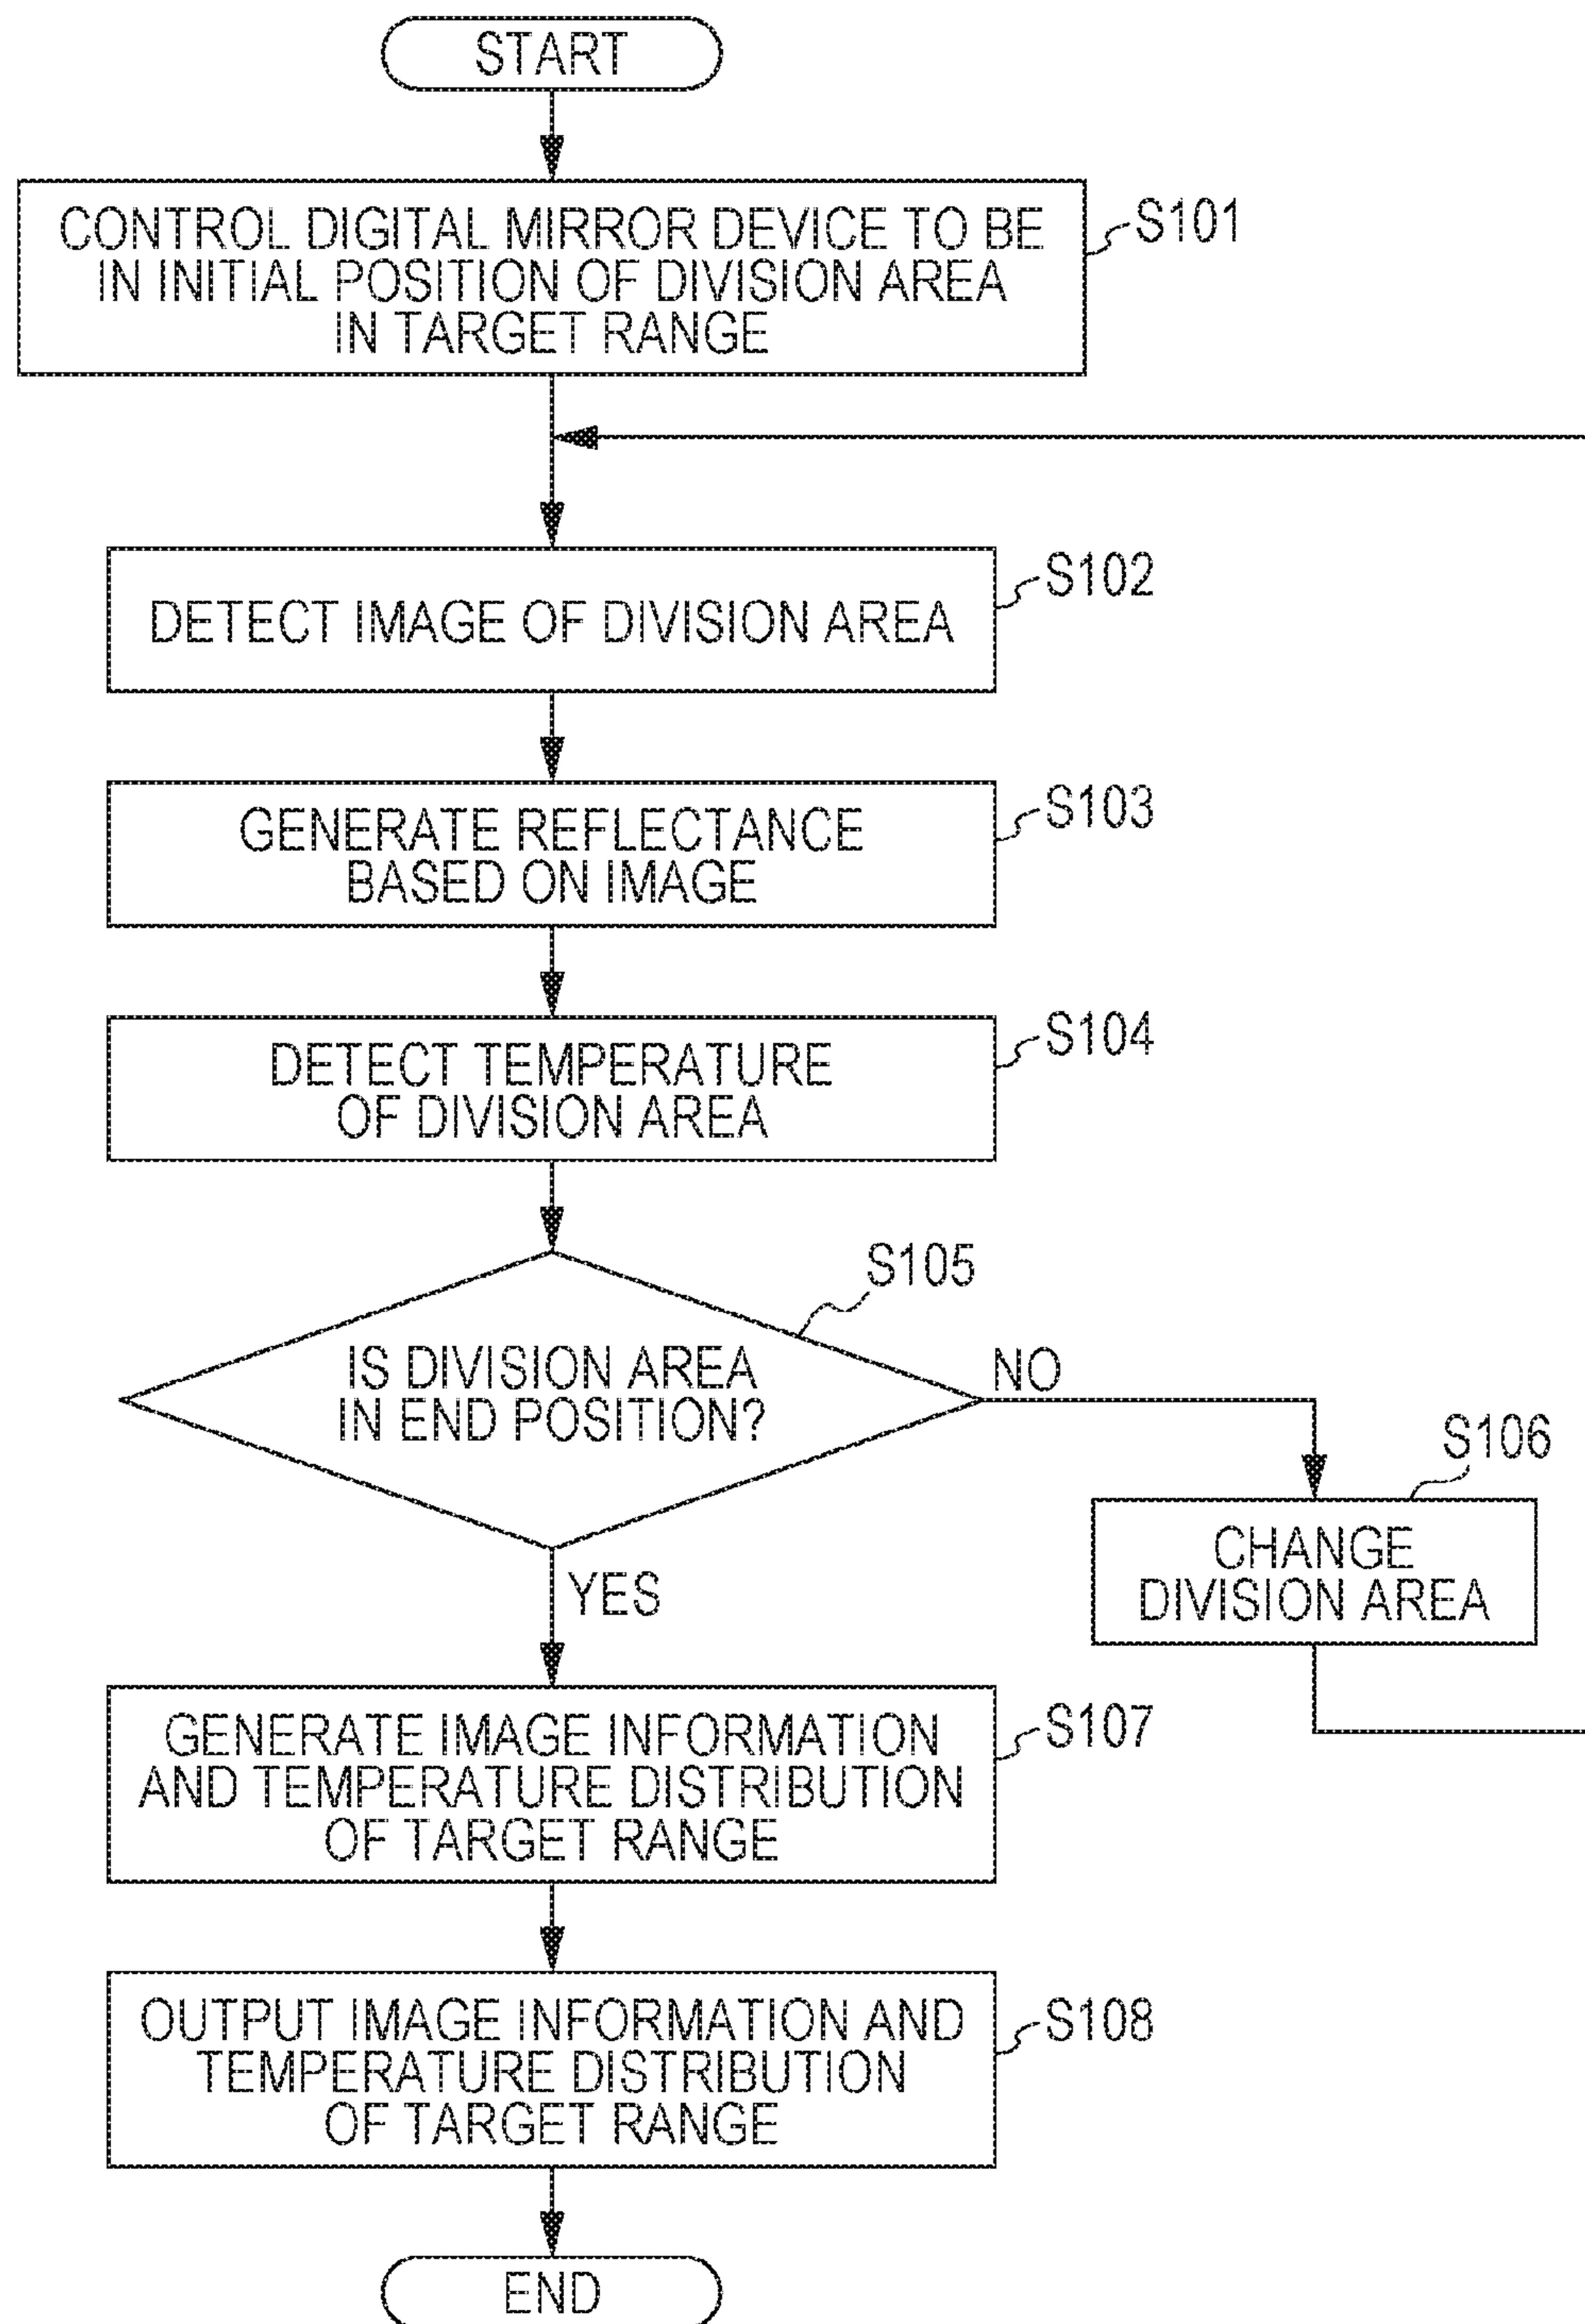 START
CONTROL DIGITAL MIRROR DEVICE TO BE
IN INITIAL POSITION OF DIVISION AREA
IN TARGET RANGE
S101
DETECT IMAGE OF DIVISION AREA
S102
GENERATE REFLECTANCE
BASED ON IMAGE
S103
DETECT TEMPERATURE
OF DIVISION AREA
S104
S105
IS DIVISION AREA
IN END POSITION?
NO
S106
CHANGE
DIVISION AREA
YES
GENERATE IMAGE INFORMATION
AND TEMPERATURE DISTRIBUTION
OF TARGET RANGE
S107
OUTPUT IMAGE INFORMATION AND
TEMPERATURE DISTRIBUTION
OF TARGET RANGE
S108
END